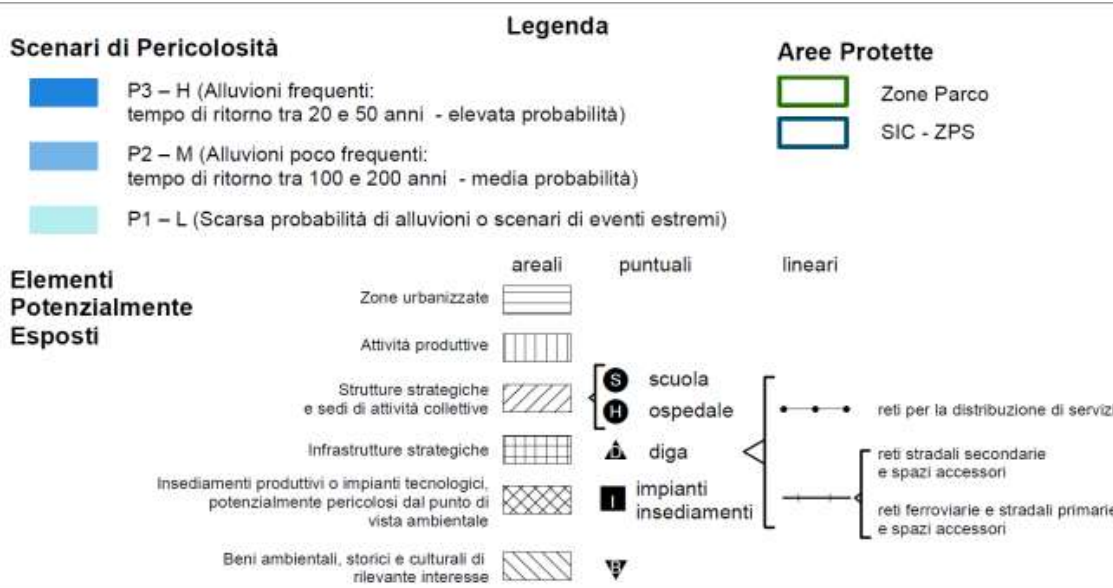 Legenda
Scenari di Pericolosità
P3 – H (Alluvioni frequenti:
tempo di ritorno tra 20 e 50 anni - elevata probabilità)
P2 – M (Alluvioni poco frequenti:
tempo di ritorno tra 100 e 200 anni - media probabilità)
P1 – L (Scarsa probabilità di alluvioni o scenari di eventi estremi)
Aree Protette
Zone Parco
SIC - ZPS
Elementi
Potenzialmente
Esposti
areali
puntuali
lineari
Zone urbanizzate
Attività produttive
Strutture strategiche
e sedi di attività collettive
Infrastrutture strategiche
Insediamenti produttivi o impianti tecnologici,
potenzialmente pericolosi dal punto di
vista ambientale
Beni ambientali, storici e culturali di
rilevante interesse
S scuola
H ospedale
D diga
I impianti
insediamenti
B
reti per la distribuzione di servizi
reti stradali secondarie
e spazi accessori
reti ferroviarie e stradali primarie
e spazi accessori